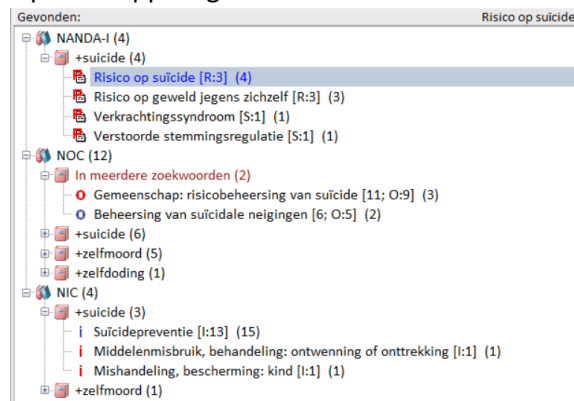 Gevonden: Risico op suïcide
NANDA-I (4)
+suicide (4)
Risico op suïcide [R:3] (4)
Risico op geweld jegens zichzelf [R:3] (3)
Verkrachtingssyndroom [S:1] (1)
Verstoorde stemmingsregulatie [S:1] (1)
NOC (12)
In meerdere zoekwoorden (2)
O Gemeenschap: risicobeheersing van suïcide [11; O:9] (3)
O Beheersing van suïcidale neigingen [6; O:5] (2)
+suicide (6)
+zelfmoord (5)
+zelfdoding (1)
NIC (4)
+suicide (3)
i Suïcidepreventie [I:13] (15)
i Middelenmisbruik, behandeling: ontwenning of onttrekking [I:1] (1)
i Mishandeling, bescherming: kind [I:1] (1)
+zelfmoord (1)